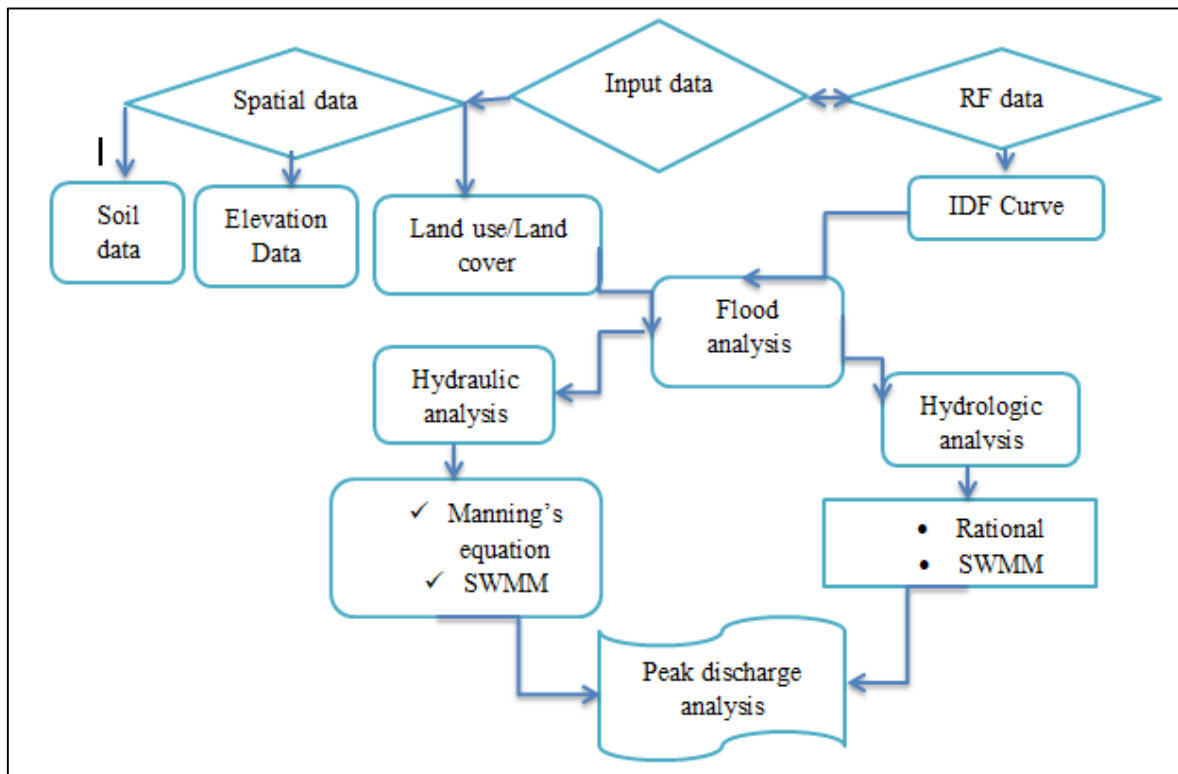 Input data
Spatial data
RF data
Soil
data
Elevation
Data
Land use/Land
cover
IDF Curve
Flood
analysis
Hydraulic
analysis
Hydrologic
analysis
✓ Manning’s
equation
✓ SWMM
• Rational
• SWMM
Peak discharge
analysis